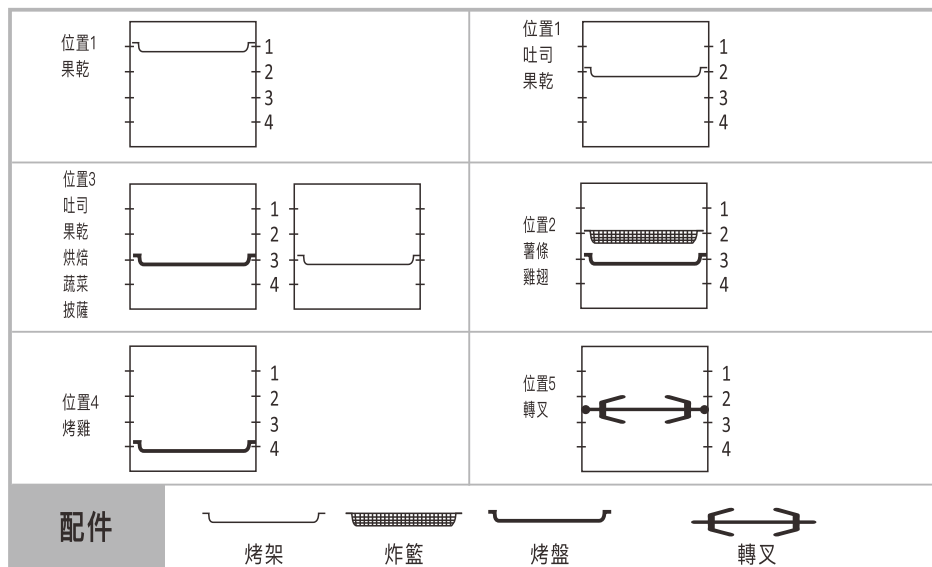 位置1
果乾
1
2
3
4
位置1
吐司
果乾
1
2
3
4
位置3
吐司
果乾
烘焙
蔬菜
披薩
1
2
3
4
位置2
薯條
雞翅
1
2
3
4
位置4
烤雞
1
2
3
4
位置5
轉叉
1
2
3
4
配件
烤架
炸籃
烤盤
轉叉